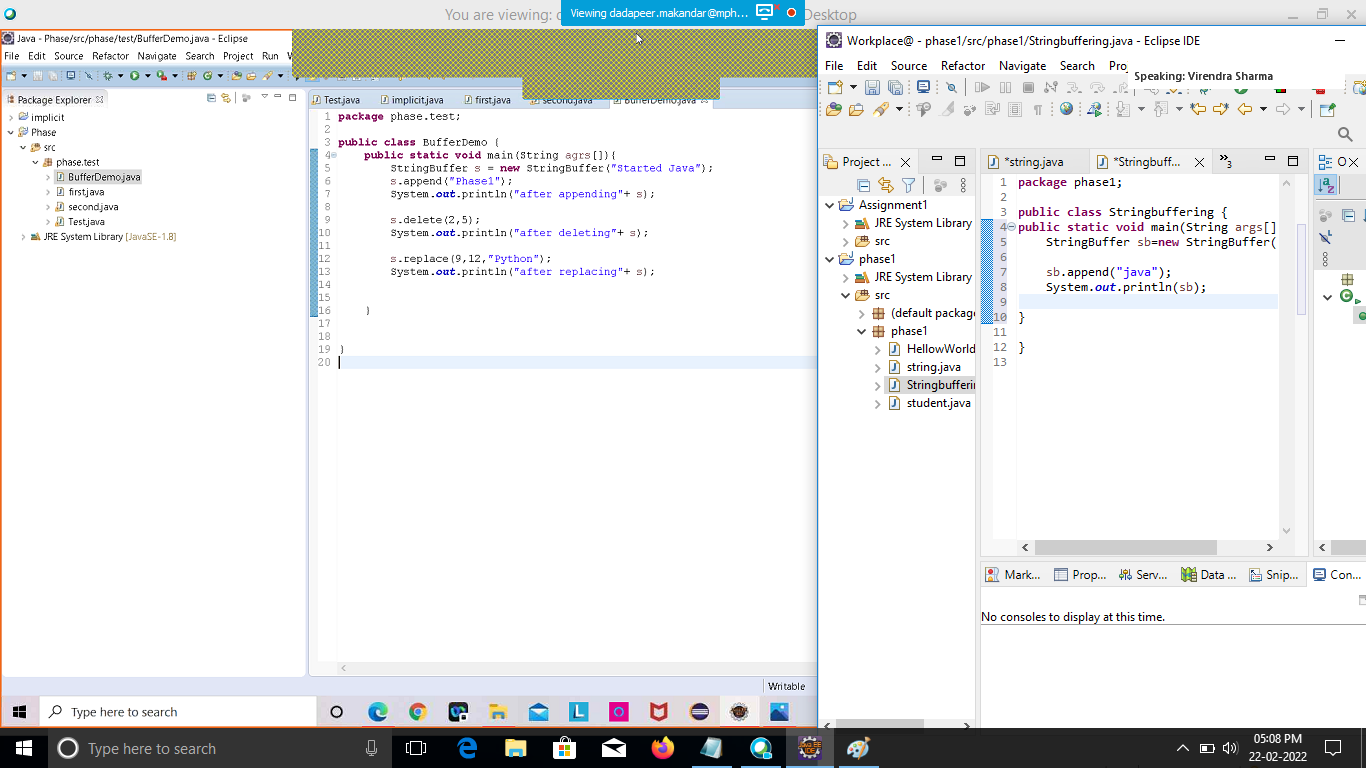 You are viewing:
Desktop
Viewing dadapeer.makandar@mph...
Java - Phase/src/phase/test/BufferDemo.java - Eclipse
File Edit Source Refactor Navigate Search Project Run
Package Explorer
implicit
Phase
src
phase.test
BufferDemo.java
first.java
second.java
Test.java
JRE System Library [JavaSE-1.8]
Test.java implicit.java first.java second.java BufferDemo.java
1 package phase.test;
2
3 public class BufferDemo {
4 public static void main(String agrs[]){
5 StringBuffer s = new StringBuffer("Started Java");
6 s.append("Phase1");
7 System.out.println("after appending"+ s);
8
9 s.delete(2,5);
10 System.out.println("after deleting"+ s);
11
12 s.replace(9,12,"Python");
13 System.out.println("after replacing"+ s);
14
15
16 }
17
18
19 }
20
Writable
Type here to search
Workplace@ - phase1/src/phase1/Stringbuffering.java - Eclipse IDE
File Edit Source Refactor Navigate Search Pro
Speaking: Virendra Sharma
Project ...
Assignment1
JRE System Library
src
phase1
JRE System Library
src
(default package
phase1
HellowWorld
string.java
Stringbufferin
student.java
*string.java *Stringbuff... »3
1 package phase1;
2
3 public class Stringbuffering {
4 public static void main(String args[]
5 StringBuffer sb=new StringBuffer(
6
7 sb.append("java");
8 System.out.println(sb);
9
10 }
11
12 }
13
O
Mark... Prop... Serv... Data ... Snip... Con...
No consoles to display at this time.
Type here to search
05:08 PM
22-02-2022